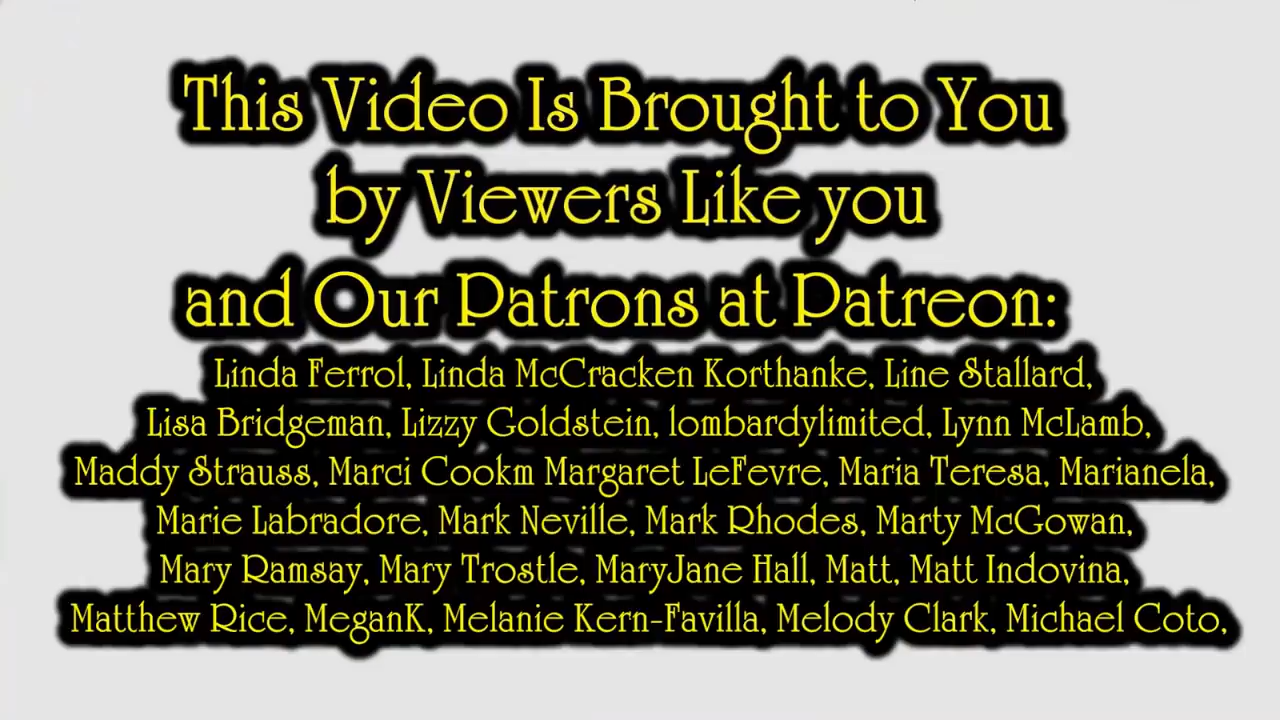 This Video Is Brought to You
by Viewers Like you
and Our Patrons at Patreon:
Linda Ferrol, Linda McCracken Korthanke, Line Stallard,
Lisa Bridgeman, Lizzy Goldstein, lombardylimited, Lynn McLamb,
Maddy Strauss, Marci Cookm Margaret LeFevre, Maria Teresa, Marianela,
Marie Labradore, Mark Neville, Mark Rhodes, Marty McGowan,
Mary Ramsay, Mary Trostle, MaryJane Hall, Matt, Matt Indovina,
Matthew Rice, MeganK, Melanie Kern-Favilla, Melody Clark, Michael Coto,